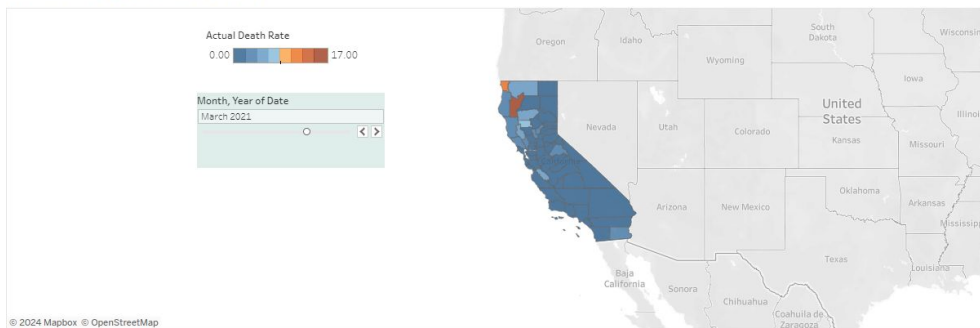 Actual Death Rate
0.00 17.00
Month, Year of Date
March 2021
Oregon
Idaho
Wyoming
South
Dakota
Wisconsin
Iowa
Nevada
Utah
Colorado
United
States
Kansas
Missouri
Illinois
Arizona
New Mexico
Oklahoma
Arkansas
Mississipp
Texas
Louisiana
Baja
California
Sonora
Chihuahua
Coahuila de
Zaragoza
© 2024 Mapbox © OpenStreetMap